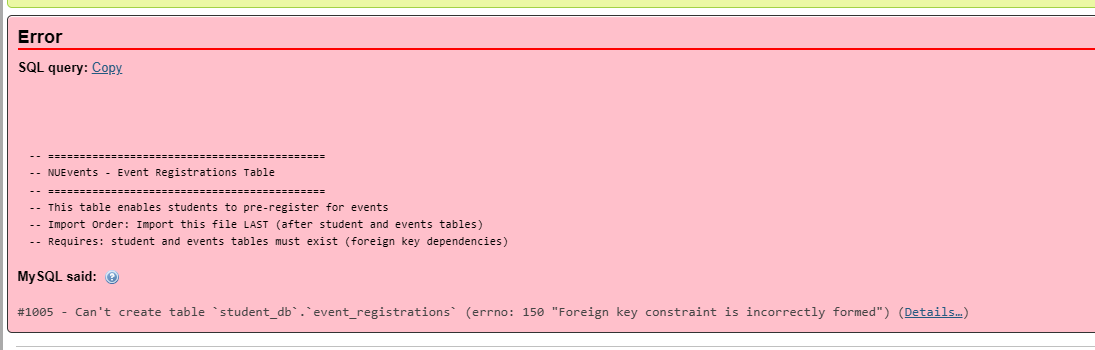 Error
SQL query: Copy
-- ============================================
-- NUEvents - Event Registrations Table
-- ============================================
-- This table enables students to pre-register for events
-- Import Order: Import this file LAST (after student and events tables)
-- Requires: student and events tables must exist (foreign key dependencies)
MySQL said:
#1005 - Can't create table `student_db`.`event_registrations` (errno: 150 "Foreign key constraint is incorrectly formed") (Details…)